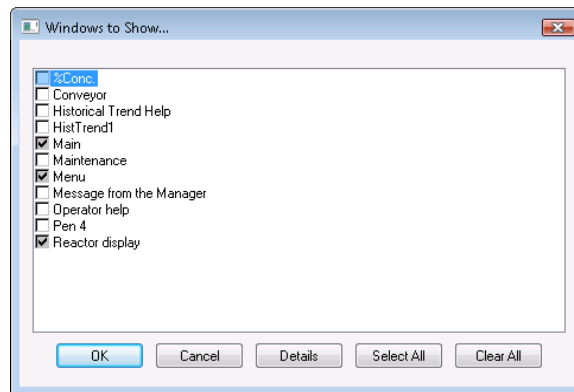 Windows to Show...
%Conc.
Conveyor
Historical Trend Help
HistTrend1
Main
Maintenance
Menu
Message from the Manager
Operator help
Pen 4
Reactor display
OK Cancel Details Select All Clear All